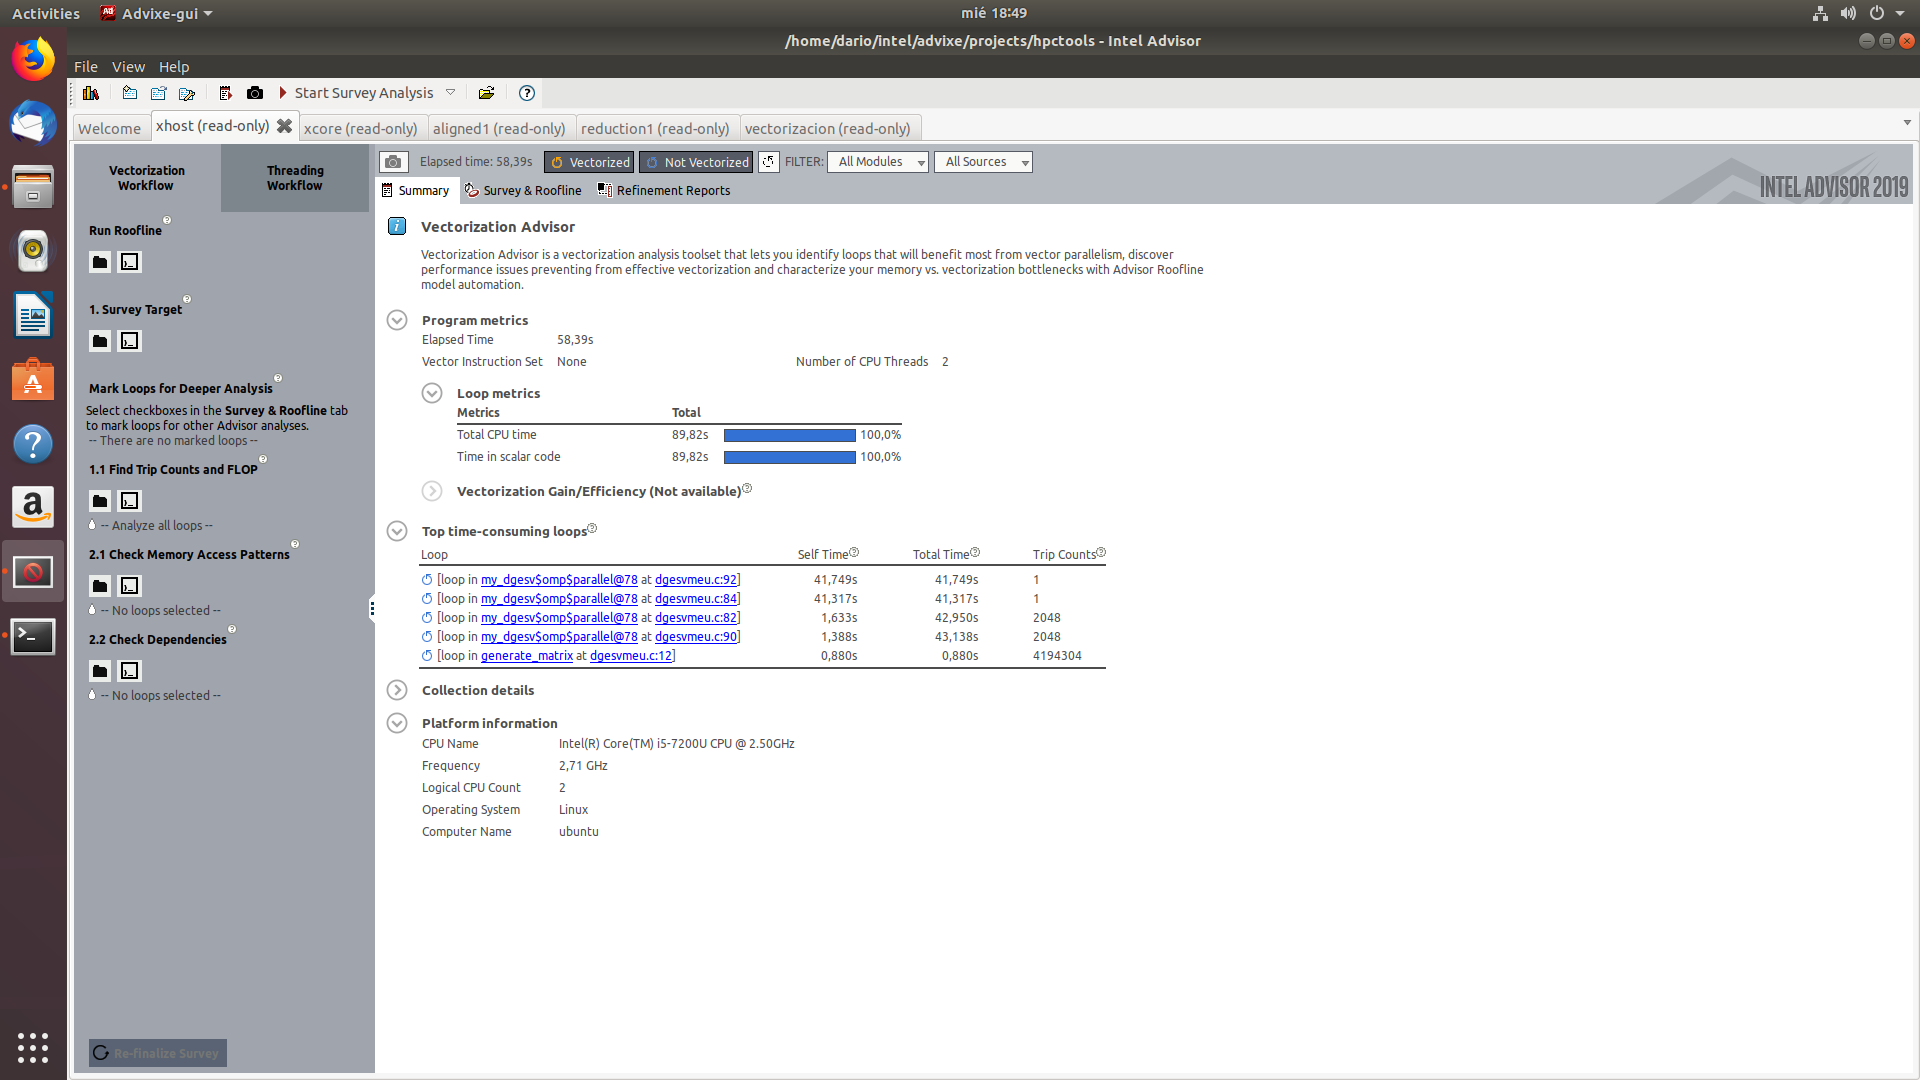 Activities
Advixe-gui
mié 18:49
/home/dario/intel/advixe/projects/hpctools - Intel Advisor
File View Help
Start Survey Analysis
Welcome
xhost (read-only)
xcore (read-only)
aligned1 (read-only)
reduction1 (read-only)
vectorizacion (read-only)
Vectorization Workflow
Threading Workflow
Run Roofline
1. Survey Target
Mark Loops for Deeper Analysis
Select checkboxes in the Survey & Roofline tab
to mark loops for other Advisor analyses.
-- There are no marked loops --
1.1 Find Trip Counts and FLOP
-- Analyze all loops --
2.1 Check Memory Access Patterns
-- No loops selected --
2.2 Check Dependencies
-- No loops selected --
Re-finalize Survey
Elapsed time: 58,39s
Vectorized
Not Vectorized
FILTER:
All Modules
All Sources
Summary
Survey & Roofline
Refinement Reports
INTEL ADVISOR 2019
Vectorization Advisor
Vectorization Advisor is a vectorization analysis toolset that lets you identify loops that will benefit most from vector parallelism, discover
performance issues preventing from effective vectorization and characterize your memory vs. vectorization bottlenecks with Advisor Roofline
model automation.
Program metrics
Elapsed Time 58,39s
Vector Instruction Set None Number of CPU Threads 2
Loop metrics
Metrics Total
Total CPU time 89,82s 100,0%
Time in scalar code 89,82s 100,0%
Vectorization Gain/Efficiency (Not available)
Top time-consuming loops
Loop Self Time Total Time Trip Counts
[loop in my_dgesv$omp$parallel@78 at dgesvmeu.c:92] 41,749s 41,749s 1
[loop in my_dgesv$omp$parallel@78 at dgesvmeu.c:84] 41,317s 41,317s 1
[loop in my_dgesv$omp$parallel@78 at dgesvmeu.c:82] 1,633s 42,950s 2048
[loop in my_dgesv$omp$parallel@78 at dgesvmeu.c:90] 1,388s 43,138s 2048
[loop in generate_matrix at dgesvmeu.c:12] 0,880s 0,880s 4194304
Collection details
Platform information
CPU Name Intel(R) Core(TM) i5-7200U CPU @ 2.50GHz
Frequency 2,71 GHz
Logical CPU Count 2
Operating System Linux
Computer Name ubuntu